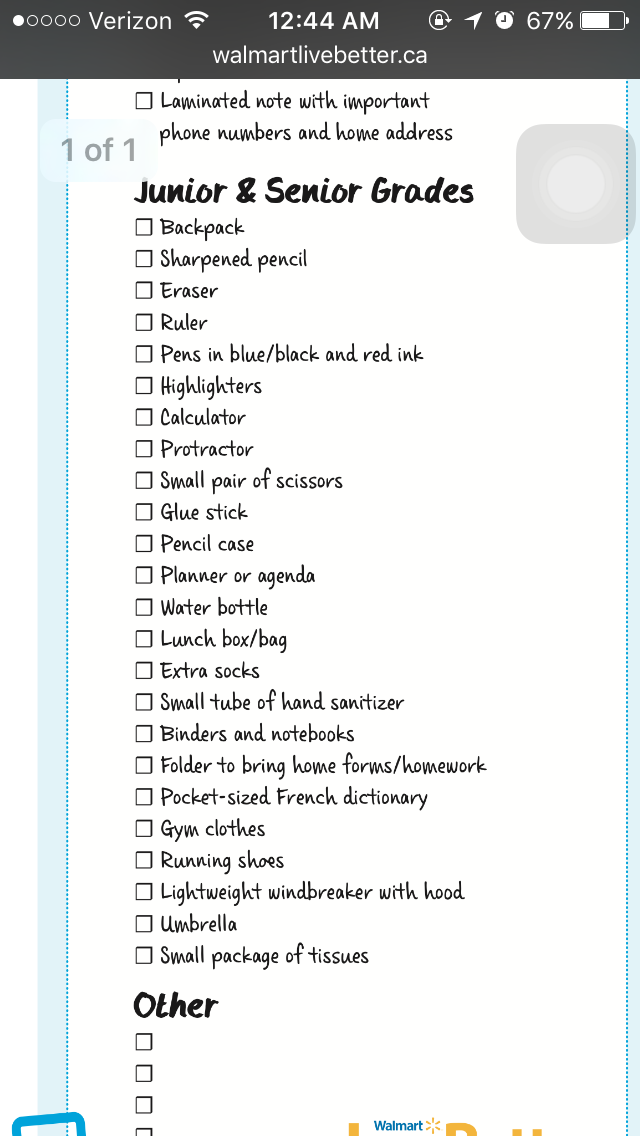 Verizon 12:44 AM 67%
walmartlivebetter.ca
Laminated note with important
phone numbers and home address
1 of 1
Junior & Senior Grades
Backpack
Sharpened pencil
Eraser
Ruler
Pens in blue/black and red ink
Highlighters
Calculator
Protractor
Small pair of scissors
Glue stick
Pencil case
Planner or agenda
Water bottle
Lunch box/bag
Extra socks
Small tube of hand sanitizer
Binders and notebooks
Folder to bring home forms/homework
Pocket-sized French dictionary
Gym clothes
Running shoes
Lightweight windbreaker with hood
Umbrella
Small package of tissues
Other
Walmart